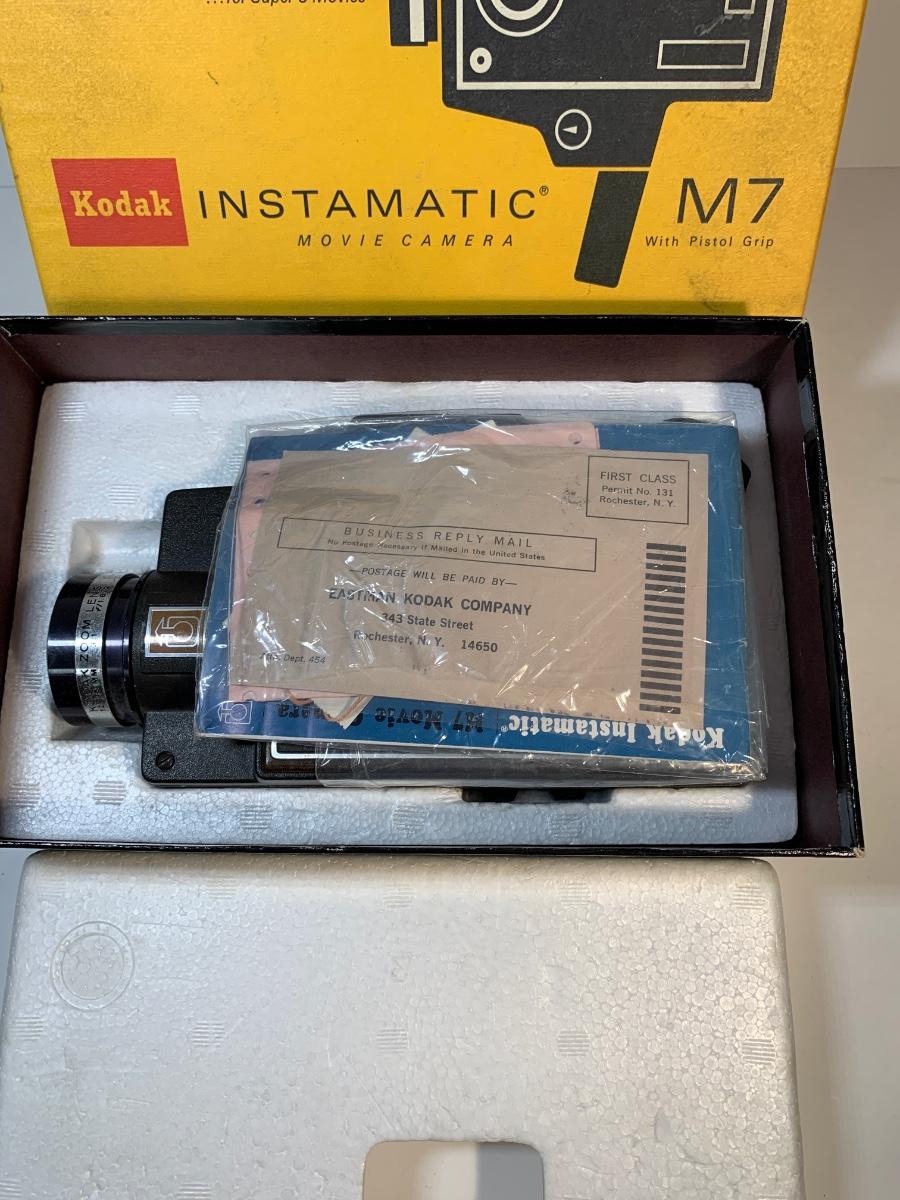 ...for Super 8 Movies
Kodak INSTAMATIC® M7
MOVIE CAMERA With Pistol Grip
FIRST CLASS
Permit No. 131
Rochester, N. Y.
BUSINESS REPLY MAIL
No Postage Necessary if Mailed in the United States
—POSTAGE WILL BE PAID BY—
EASTMAN KODAK COMPANY
343 State Street
Rochester, N. Y. 14650
Dept. 454
ZOOM LENS
Kodak Instamatic® M7 Movie Camera